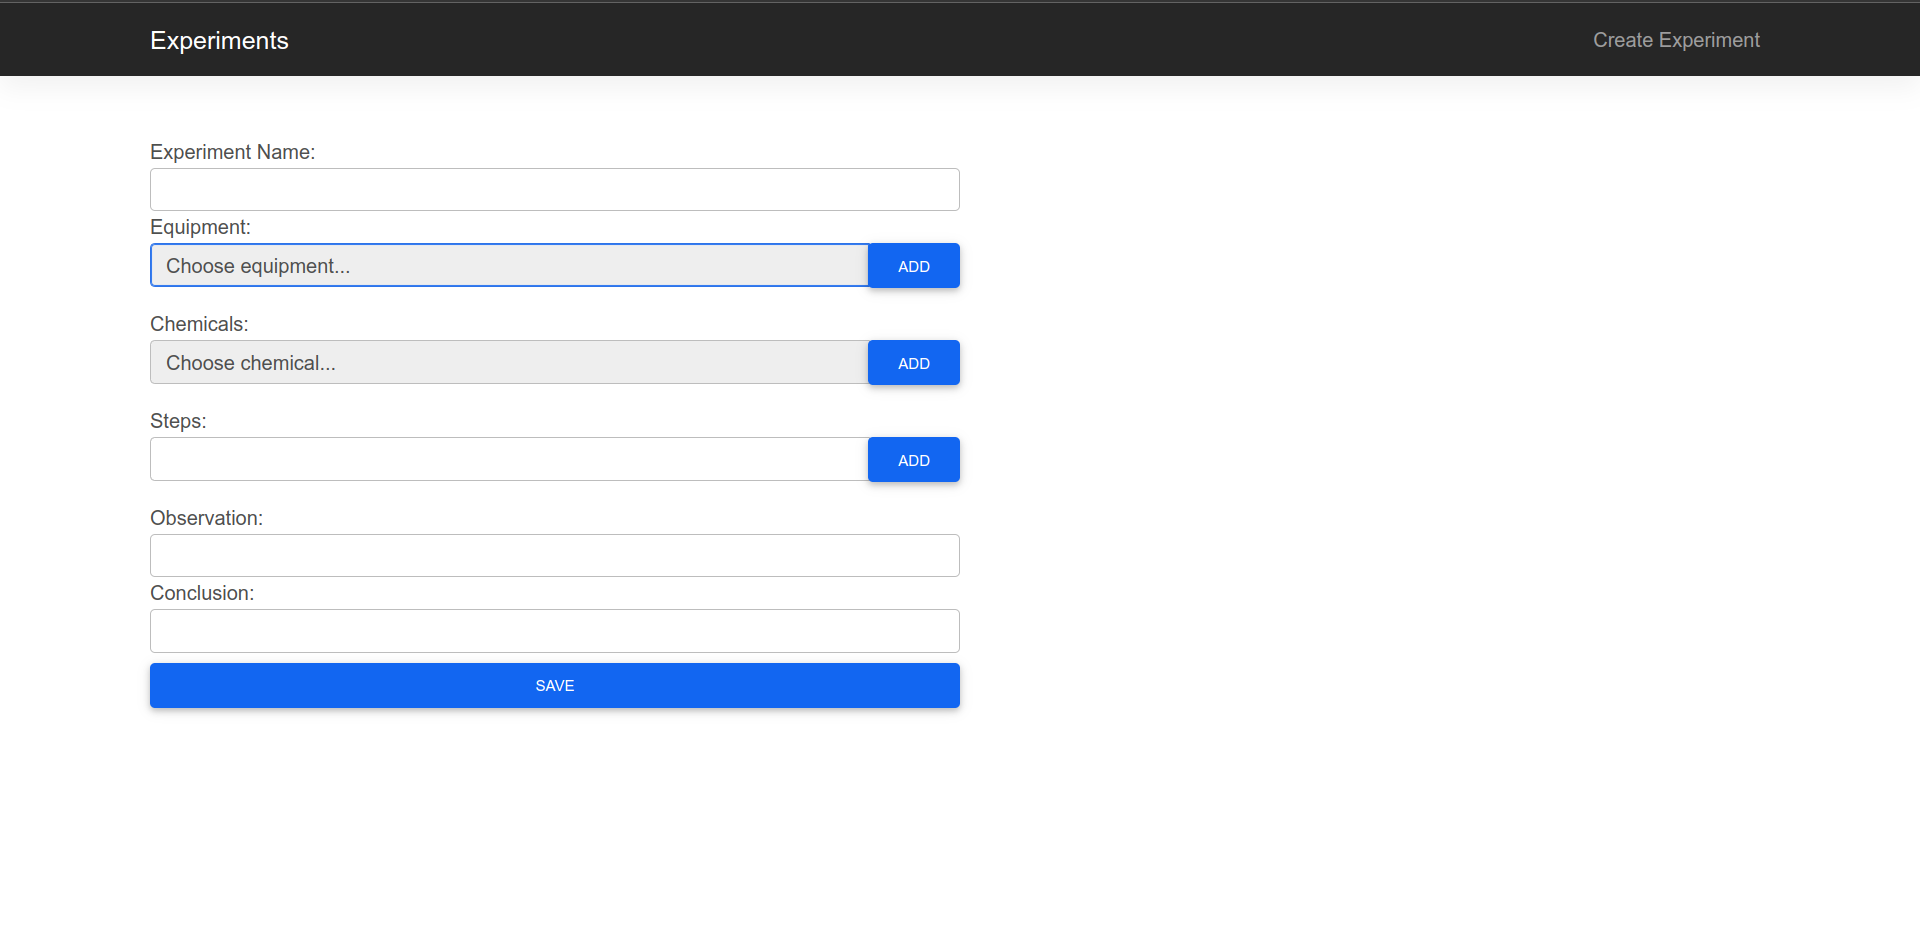 Experiments
Create Experiment
Experiment Name:
Equipment:
Choose equipment...
ADD
Chemicals:
Choose chemical...
ADD
Steps:
ADD
Observation:
Conclusion:
SAVE